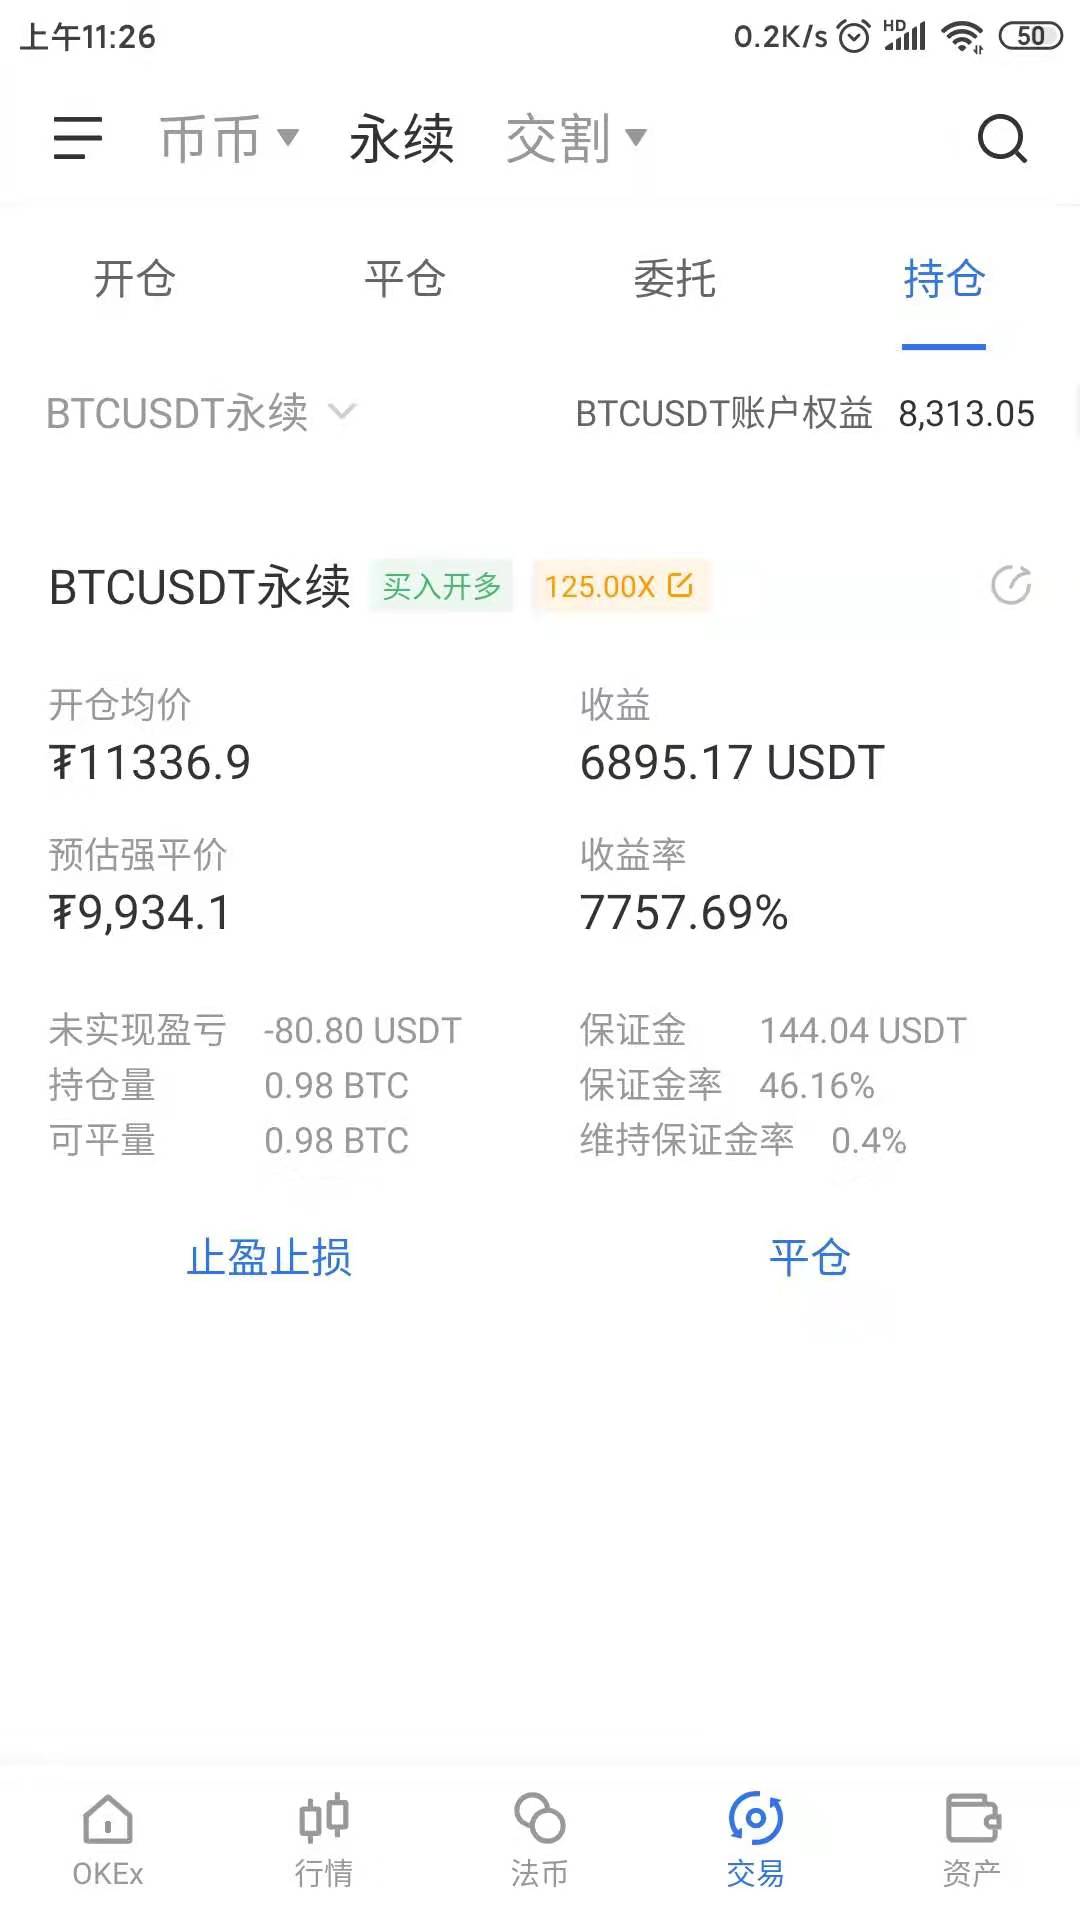 上午11:26 0.2K/s HD 50
币币 永续 交割
开仓 平仓 委托 持仓
BTCUSDT永续 BTCUSDT账户权益 8,313.05
BTCUSDT永续 买入开多 125.00X
开仓均价 收益
₮11336.9 6895.17 USDT
预估强平价 收益率
₮9,934.1 7757.69%
未实现盈亏 -80.80 USDT 保证金 144.04 USDT
持仓量 0.98 BTC 保证金率 46.16%
可平量 0.98 BTC 维持保证金率 0.4%
止盈止损 平仓
OKEx 行情 法币 交易 资产